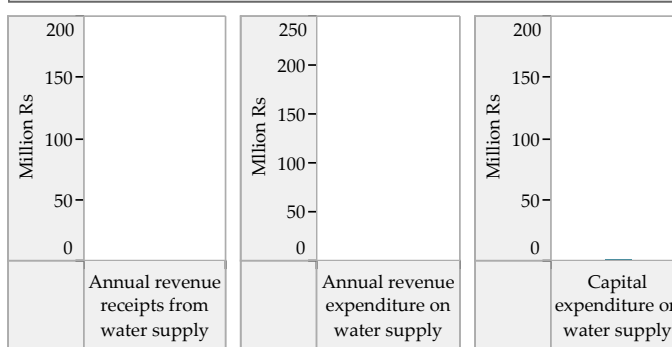 200
150
100
50
0
Million Rs
Annual revenue
receipts from
water supply
250
200
150
100
50
0
MIlion Rs
Annual revenue
expenditure on
water supply
200
150
100
50
0
Million Rs
Capital
expenditure on
water supply